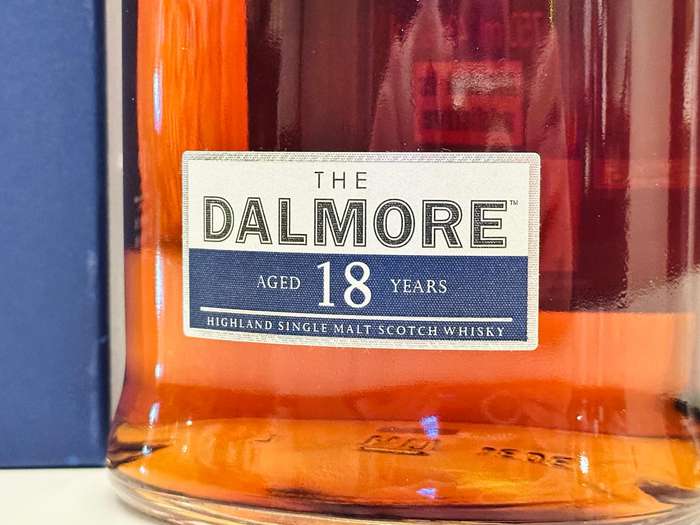 THE
DALMORE™
AGED 18 YEARS
HIGHLAND SINGLE MALT SCOTCH WHISKY